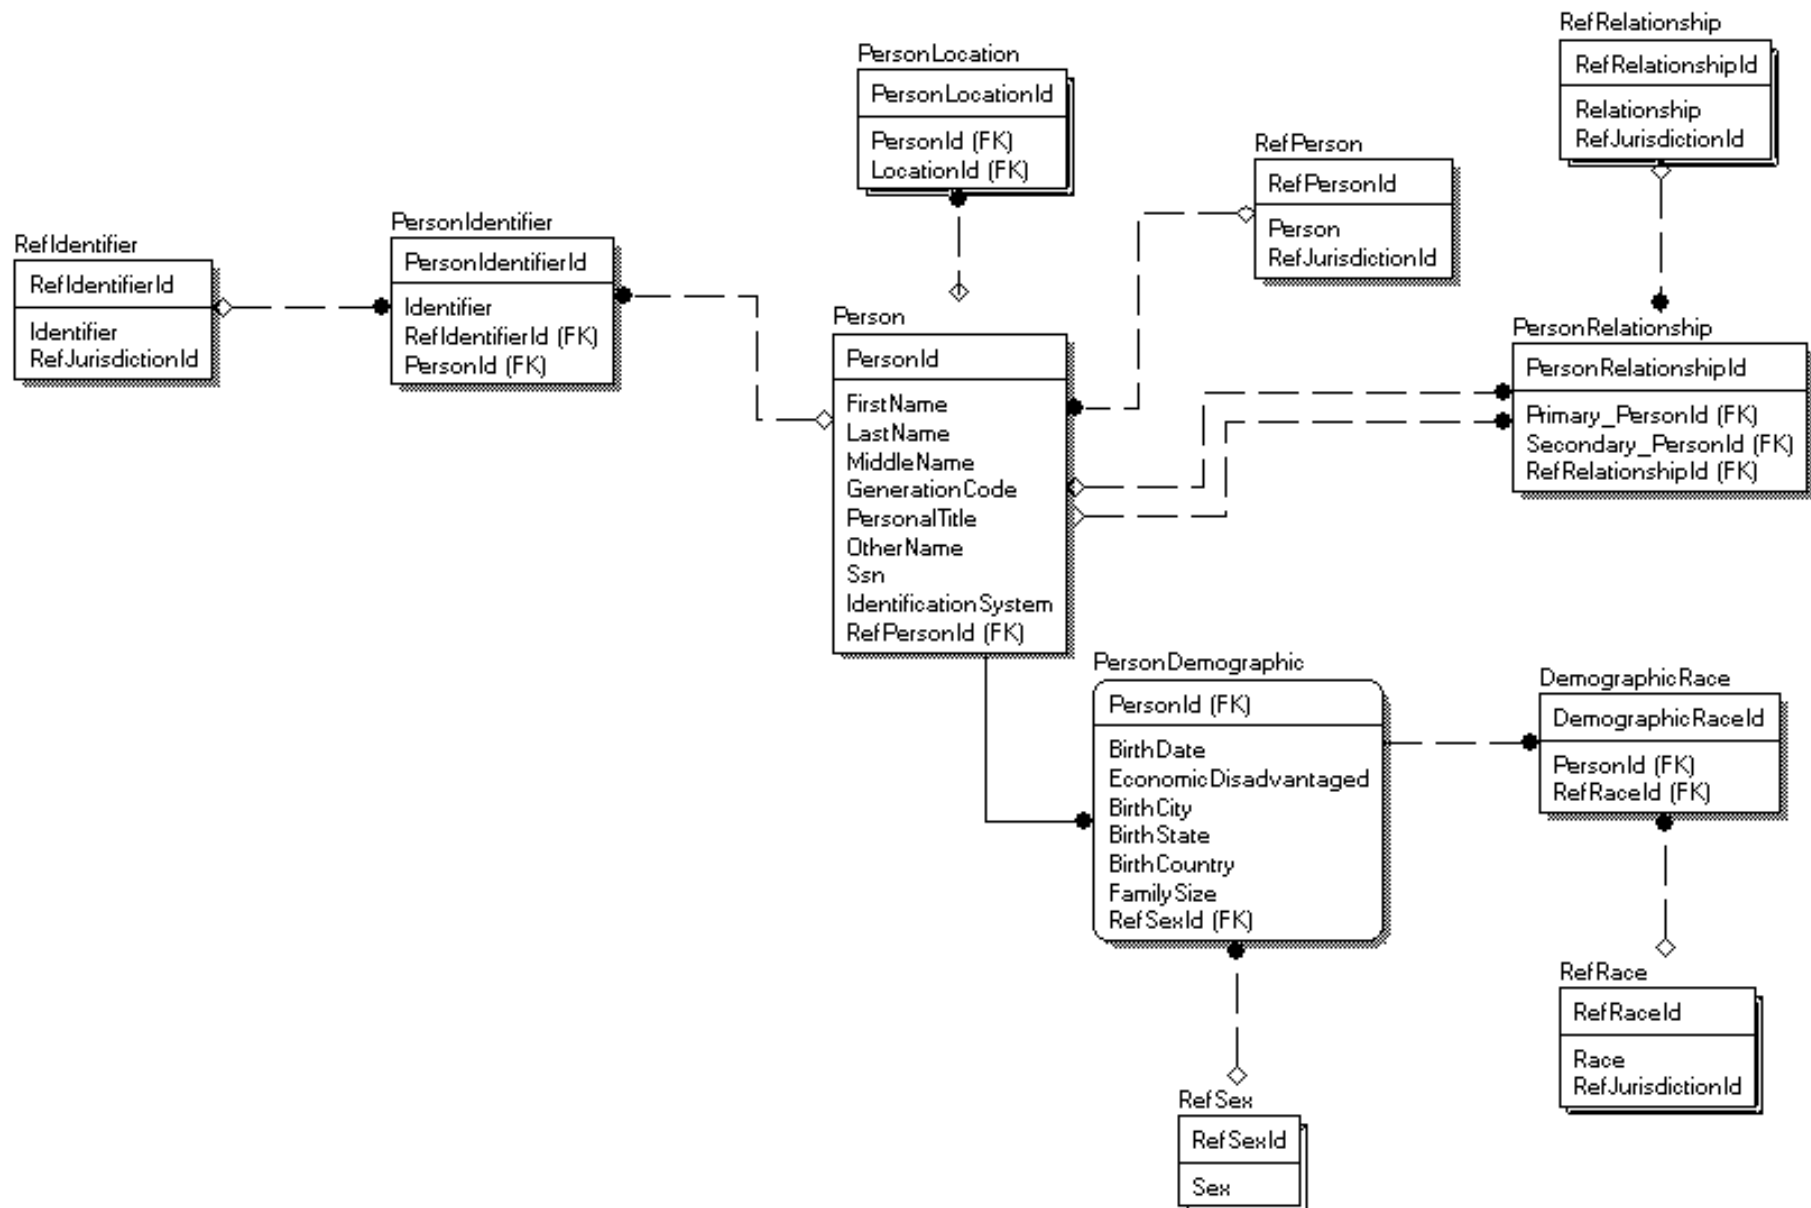 RefRelationship
RefRelationshipId
Relationship
RefJurisdictionId
PersonLocation
PersonLocationId
PersonId (FK)
LocationId (FK)
RefPerson
RefPersonId
Person
RefJurisdictionId
RefIdentifier
RefIdentifierId
Identifier
RefJurisdictionId
PersonIdentifier
PersonIdentifierId
Identifier
RefIdentifierId (FK)
PersonId (FK)
Person
PersonId
FirstName
LastName
MiddleName
GenerationCode
PersonalTitle
OtherName
Ssn
IdentificationSystem
RefPersonId (FK)
PersonRelationship
PersonRelationshipId
Primary_PersonId (FK)
Secondary_PersonId (FK)
RefRelationshipId (FK)
PersonDemographic
PersonId (FK)
BirthDate
EconomicDisadvantaged
BirthCity
BirthState
BirthCountry
FamilySize
RefSexId (FK)
DemographicRace
DemographicRaceId
PersonId (FK)
RefRaceId (FK)
RefRace
RefRaceId
Race
RefJurisdictionId
RefSex
RefSexId
Sex